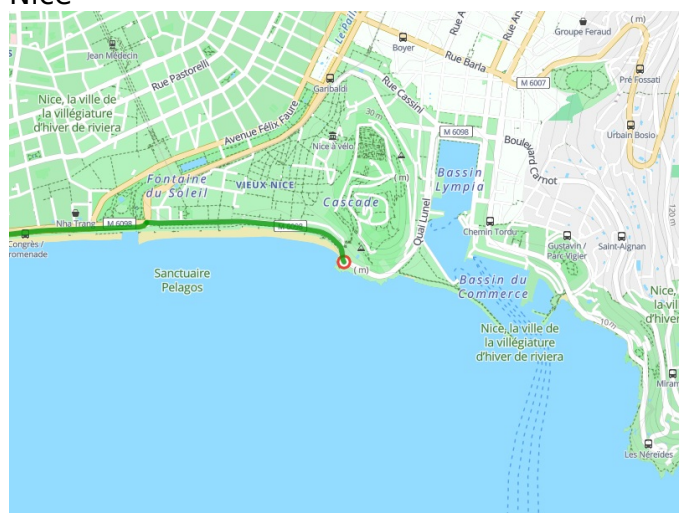 Nice
Jean Médecin
Rue Pastorelli
Nice, la ville de
la villégiature
d'hiver de riviera
Avenue Félix Faure
Garibaldi
Boyer
Rue Barla
Groupe Feraud
( m)
M 6007
Pré Fossati
Urbain Bosio
Rue Cassini
30 m
M 6098
Boulevard Carnot
Nice à vélo
( m)
Fontaine
du Soleil
VIEUX NICE
Cascade
Bassin
Lympia
Quai Lunel
120 m
Nha Trang
M 6098
Congrès /
Chemin Tordu
Gustavin /
Parc Vigier
Saint-Aignan
Sanctuaire
Pelagos
( m)
Bassin du
Commerce
10 m
Nice, la ville de
la villégiature
d'hiver de riviera
Les Néréides